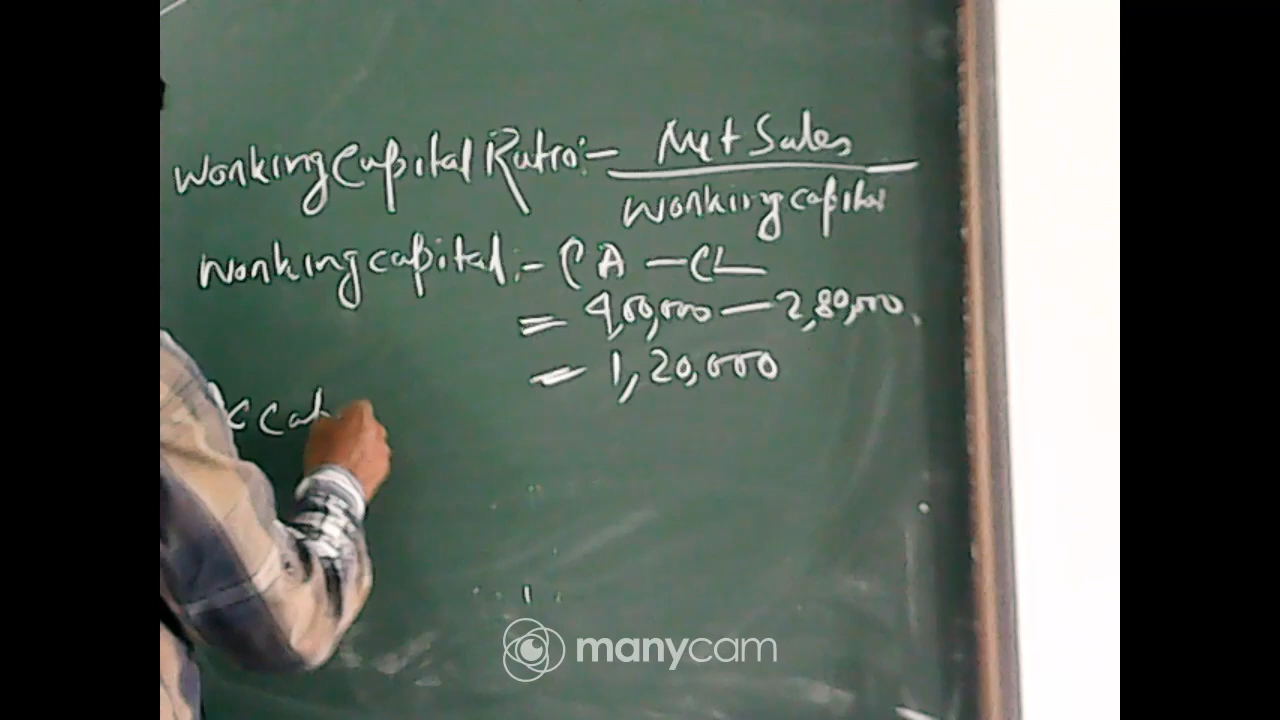 Working Capital Ratio:- Net Sales
Working capital
Working capital:- CA - CL
= 4,00,000 - 2,80,000
= 1,20,000
manycam